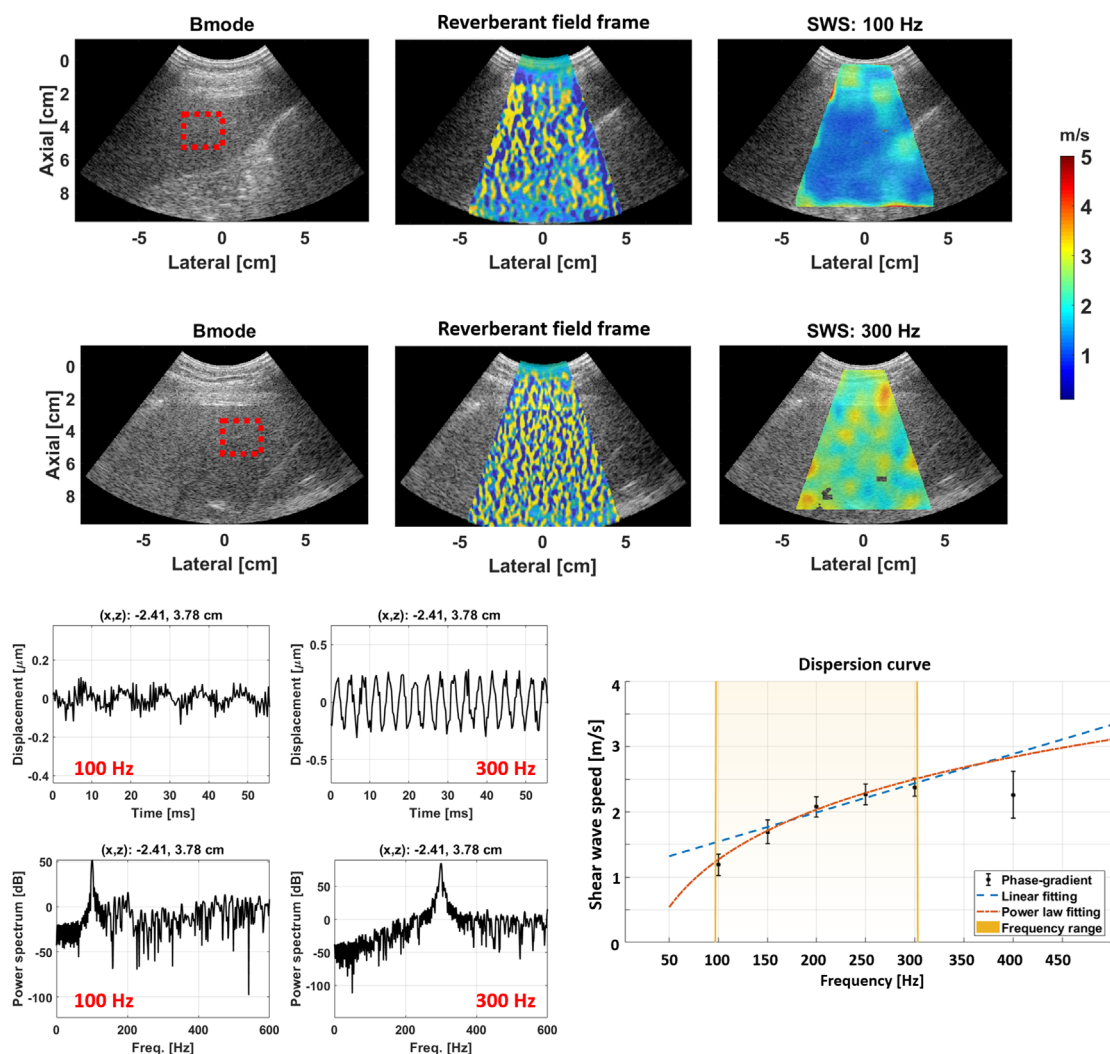 Bmode
Reverberant field frame
SWS: 100 Hz
0
2
4
6
8
Axial [cm]
-5 0 5
Lateral [cm]
-5 0 5
Lateral [cm]
-5 0 5
Lateral [cm]
m/s
5
4
3
2
1
Bmode
Reverberant field frame
SWS: 300 Hz
0
2
4
6
8
Axial [cm]
-5 0 5
Lateral [cm]
-5 0 5
Lateral [cm]
-5 0 5
Lateral [cm]
(x,z): -2.41, 3.78 cm
Displacement [μm]
0.2
0
-0.2
-0.4
100 Hz
0 10 20 30 40 50
Time [ms]
(x,z): -2.41, 3.78 cm
Displacement [μm]
0.5
0
-0.5
300 Hz
0 10 20 30 40 50
Time [ms]
(x,z): -2.41, 3.78 cm
Power spectrum [dB]
50
0
-50
-100
100 Hz
0 200 400 600
Freq. [Hz]
(x,z): -2.41, 3.78 cm
Power spectrum [dB]
50
0
-50
-100
300 Hz
0 200 400 600
Freq. [Hz]
Dispersion curve
Shear wave speed [m/s]
4
3
2
1
0
Phase-gradient
Linear fitting
Power law fitting
Frequency range
50 100 150 200 250 300 350 400 450
Frequency [Hz]